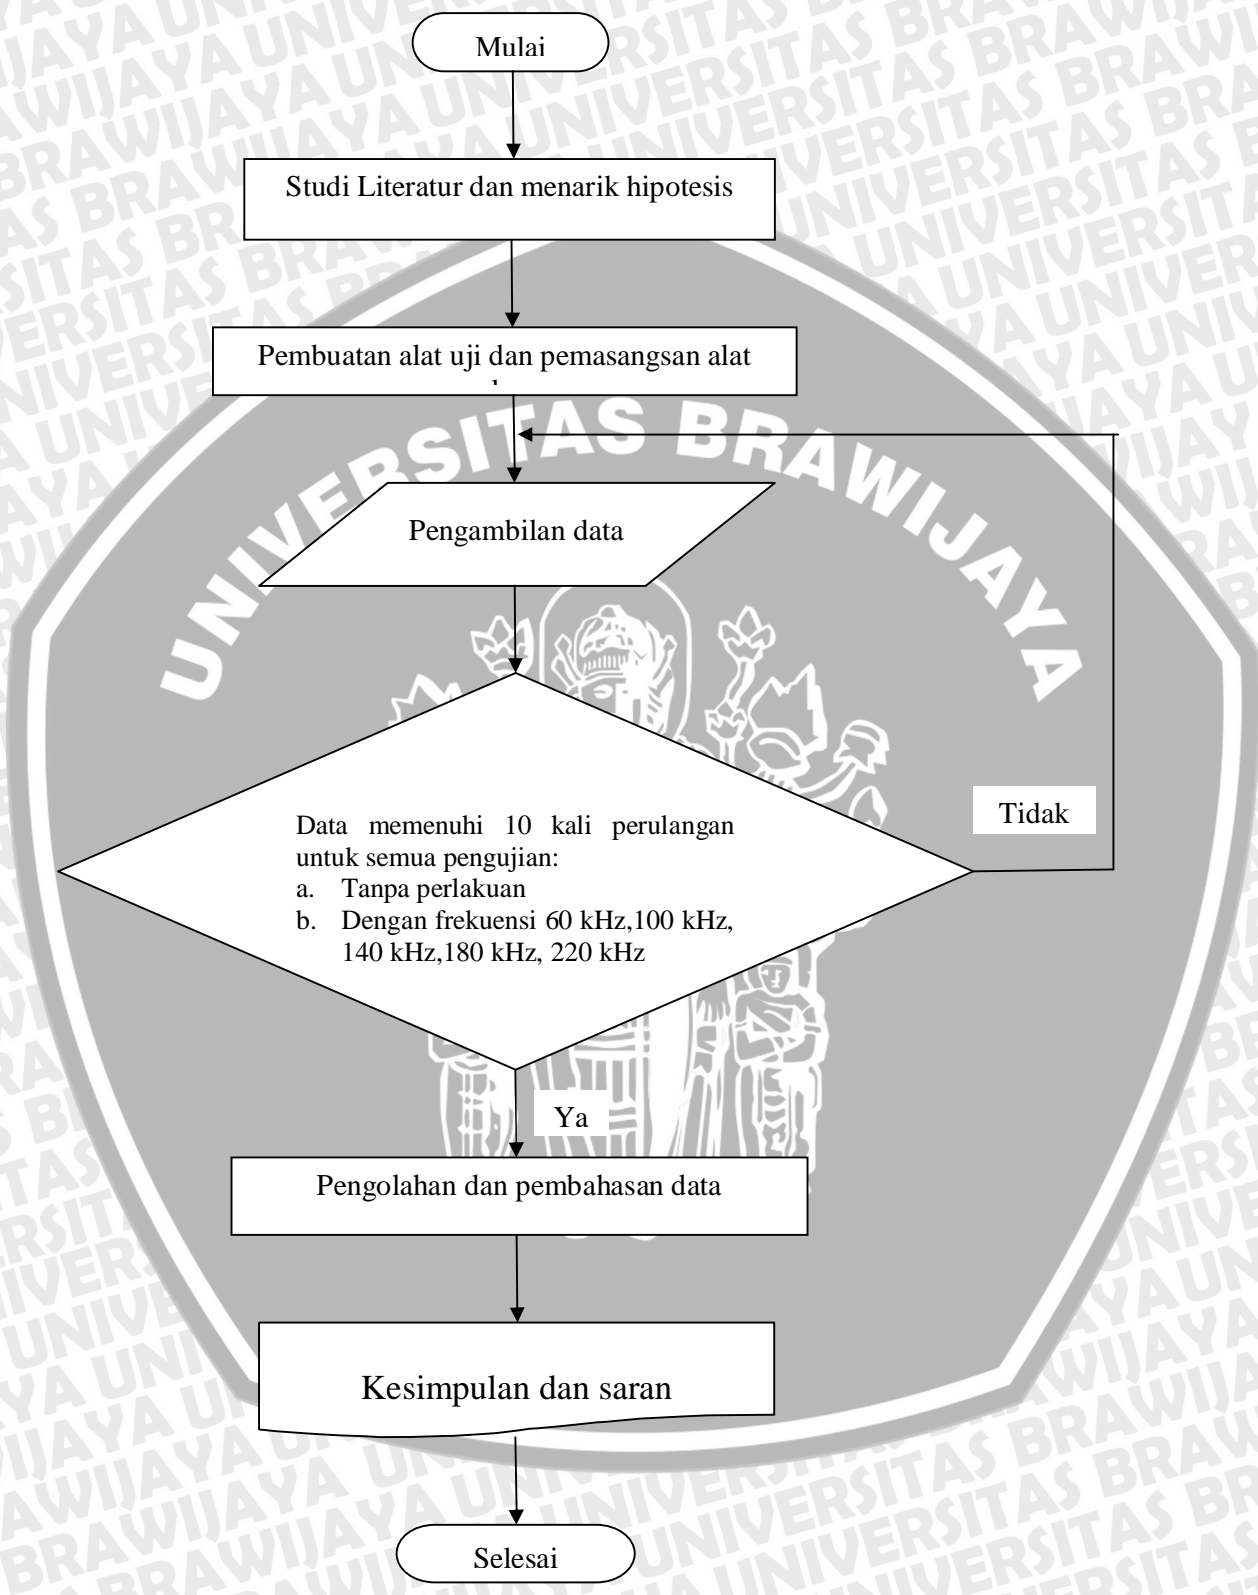 Mulai
Studi Literatur dan menarik hipotesis
Pembuatan alat uji dan pemasangsan alat
UNIVERSITAS BRAWIJAYA
Pengambilan data
Data memenuhi 10 kali perulangan
untuk semua pengujian:
a. Tanpa perlakuan
b. Dengan frekuensi 60 kHz,100 kHz,
140 kHz,180 kHz, 220 kHz
Tidak
Ya
Pengolahan dan pembahasan data
Kesimpulan dan saran
Selesai